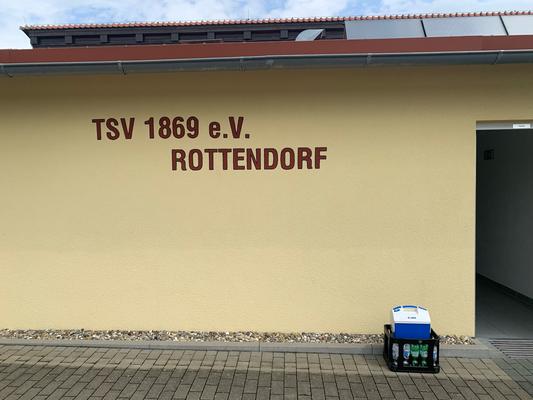 TSV 1869 e.V.
ROTTENDORF